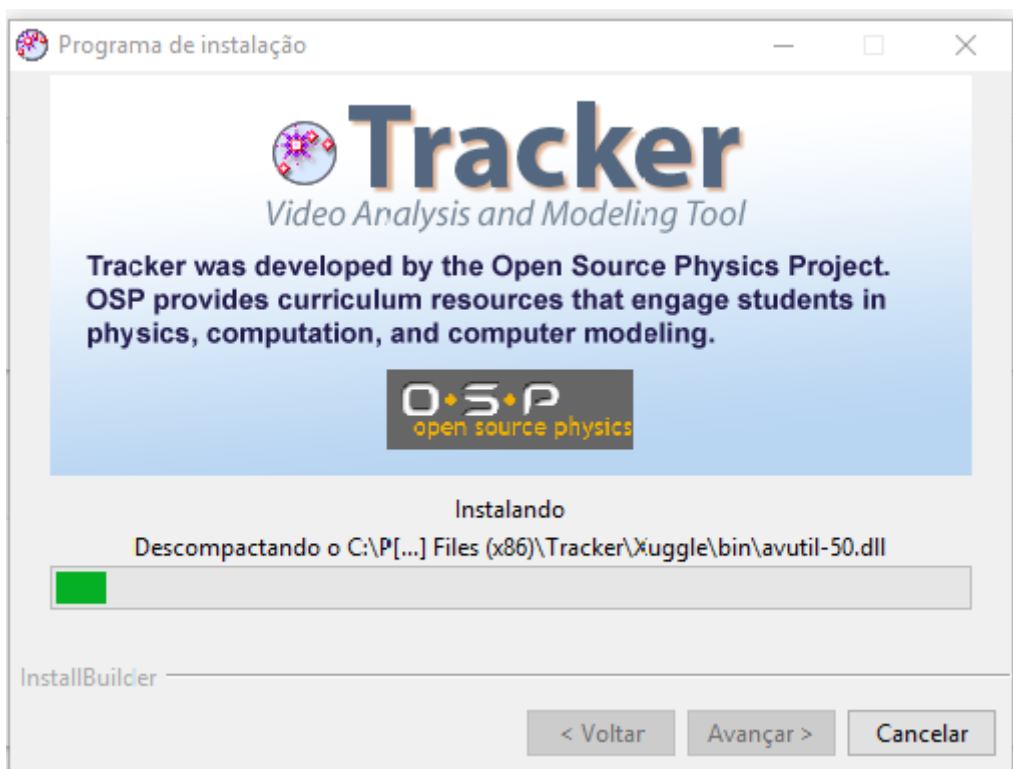 Programa de instalação
Tracker
Video Analysis and Modeling Tool
Tracker was developed by the Open Source Physics Project.
OSP provides curriculum resources that engage students in
physics, computation, and computer modeling.
O·S·P
open source physics
Instalando
Descompactando o C:\P[...] Files (x86)\Tracker\Xuggle\bin\avutil-50.dll
InstallBuilder
< Voltar
Avançar >
Cancelar